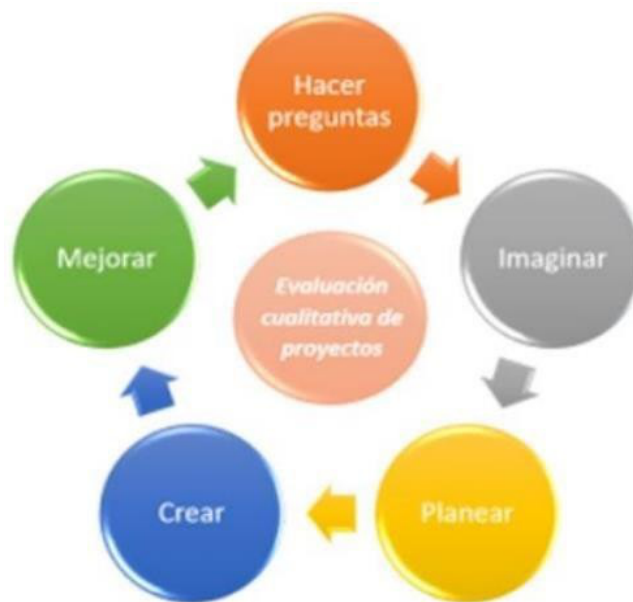 Hacer
preguntas
Imaginar
Planear
Crear
Mejorar
Evaluación
cualitativa de
proyectos